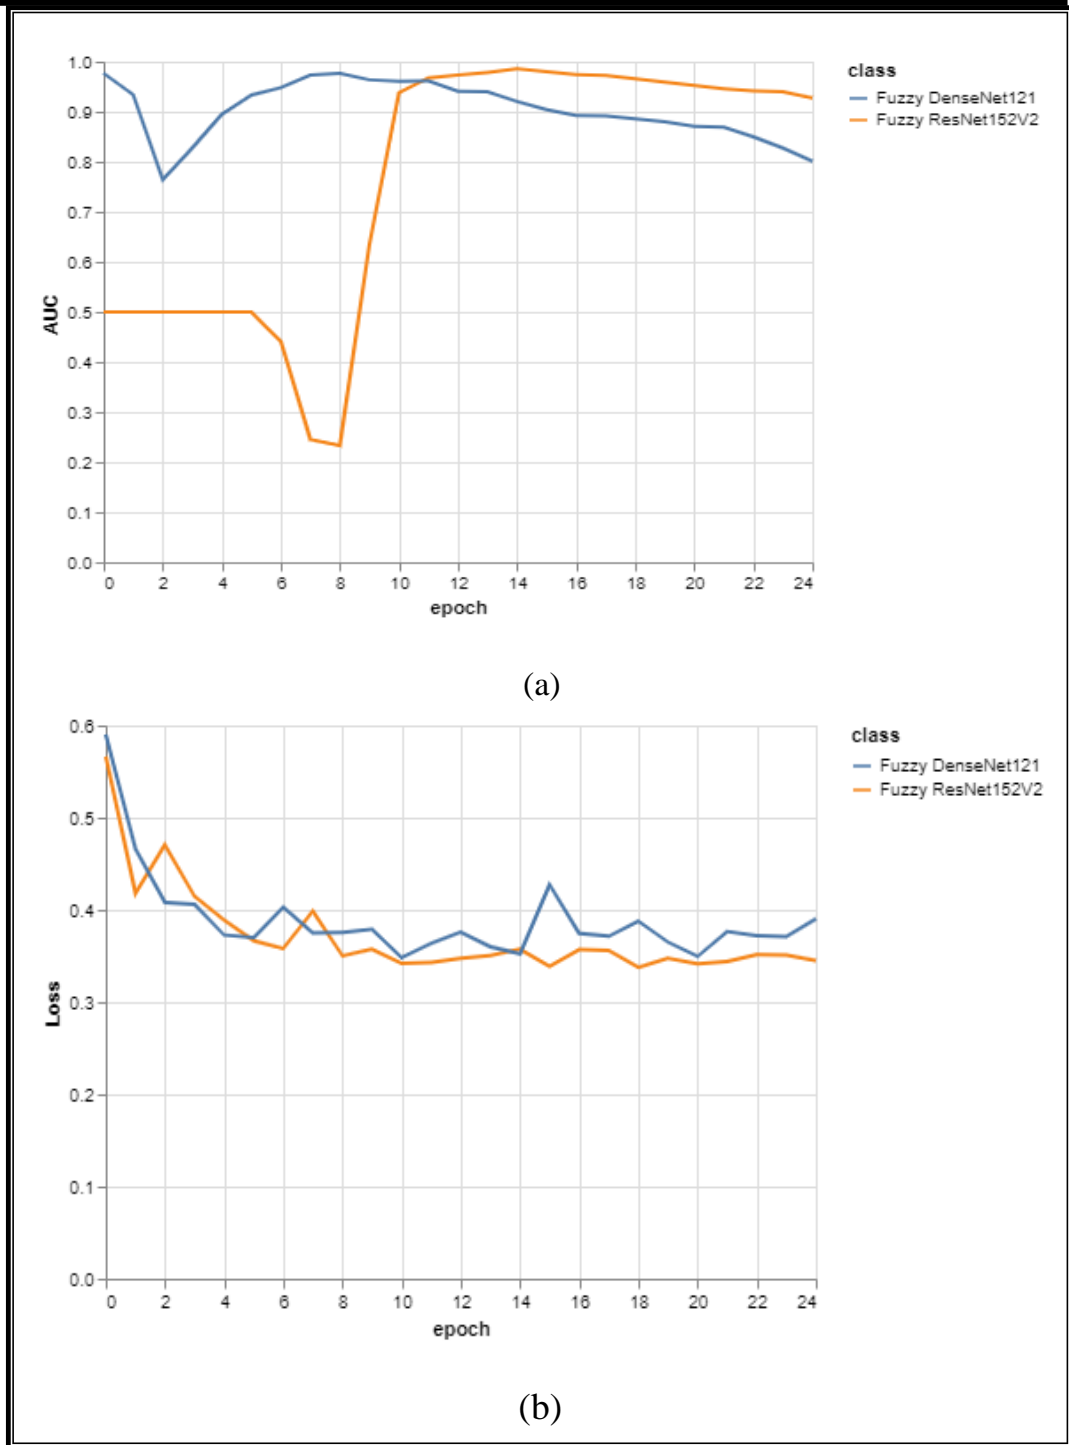 1.0
0.9
0.8
0.7
0.6
0.5
0.4
0.3
0.2
0.1
0.0
AUC
0 2 4 6 8 10 12 14 16 18 20 22 24
epoch
class
Fuzzy DenseNet121
Fuzzy ResNet152V2
(a)
0.6
0.5
0.4
0.3
0.2
0.1
0.0
Loss
0 2 4 6 8 10 12 14 16 18 20 22 24
epoch
class
Fuzzy DenseNet121
Fuzzy ResNet152V2
(b)